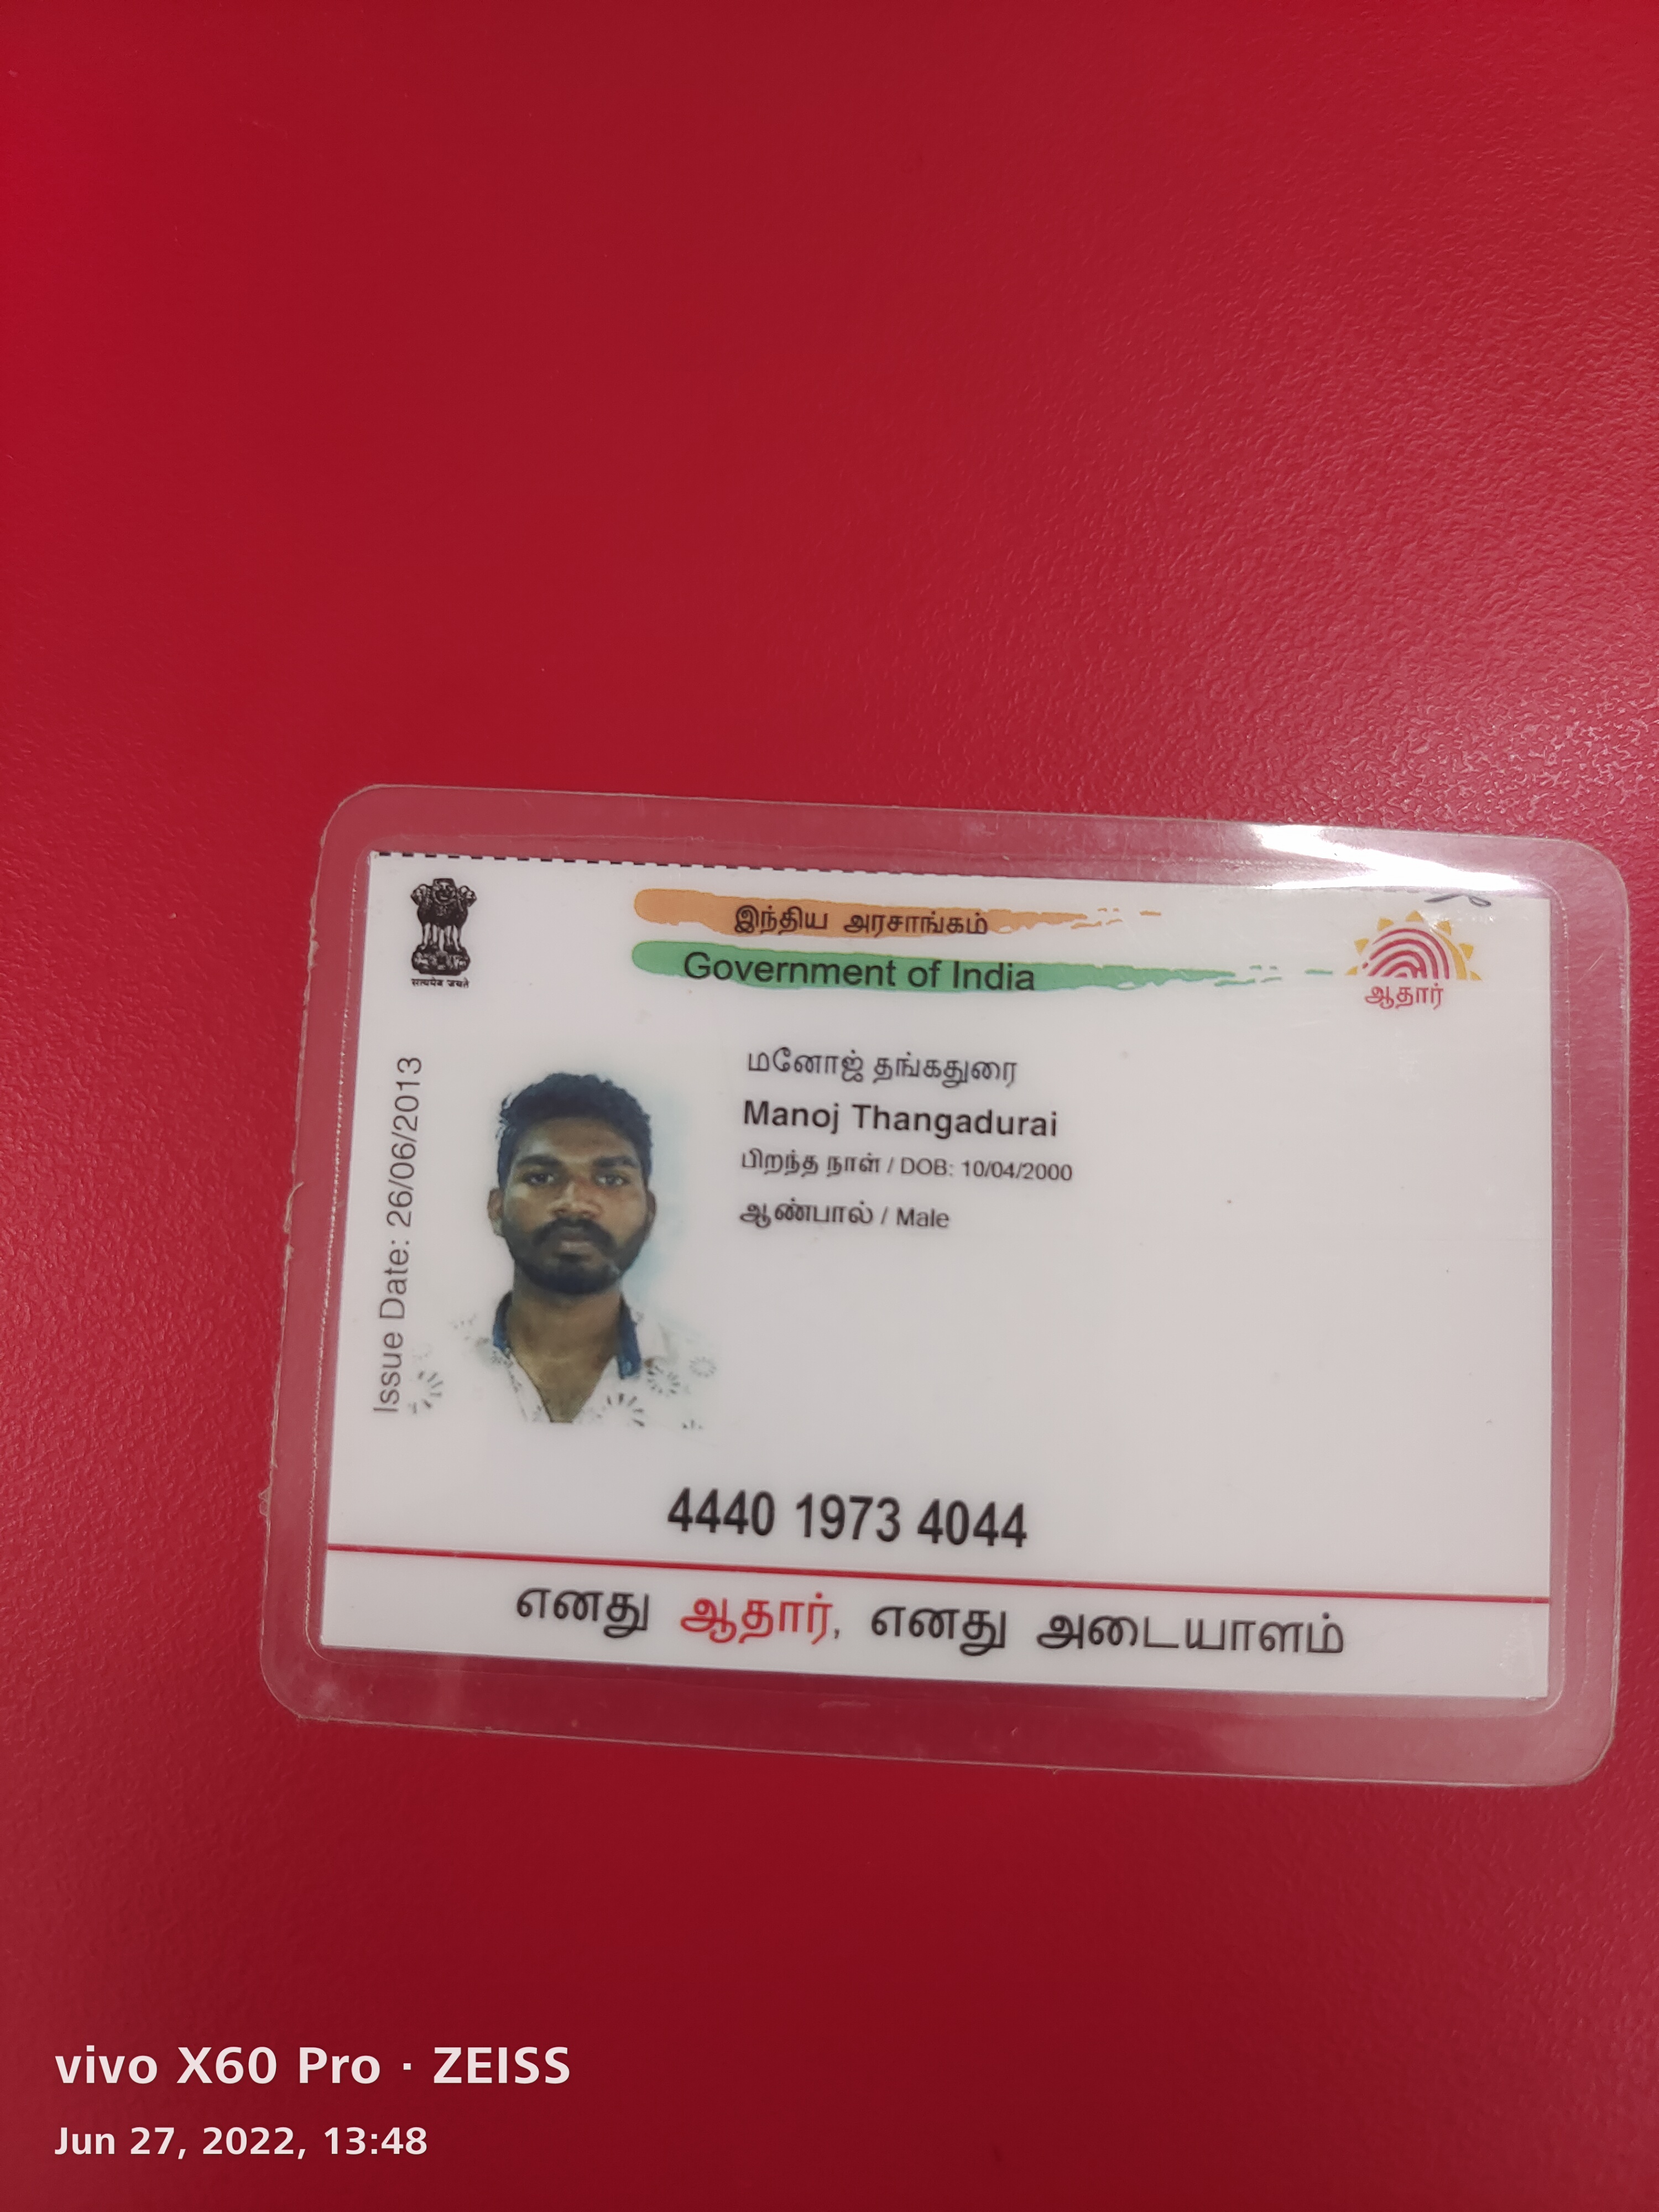 இந்திய அரசாங்கம்
Government of India
सत्यमेव जयते
ஆதார்
Issue Date: 26/06/2013
மனோஜ் தங்கதுரை
Manoj Thangadurai
பிறந்த நாள் / DOB: 10/04/2000
ஆண்பால் / Male
4440 1973 4044
எனது ஆதார், எனது அடையாளம்
vivo X60 Pro · ZEISS
Jun 27, 2022, 13:48